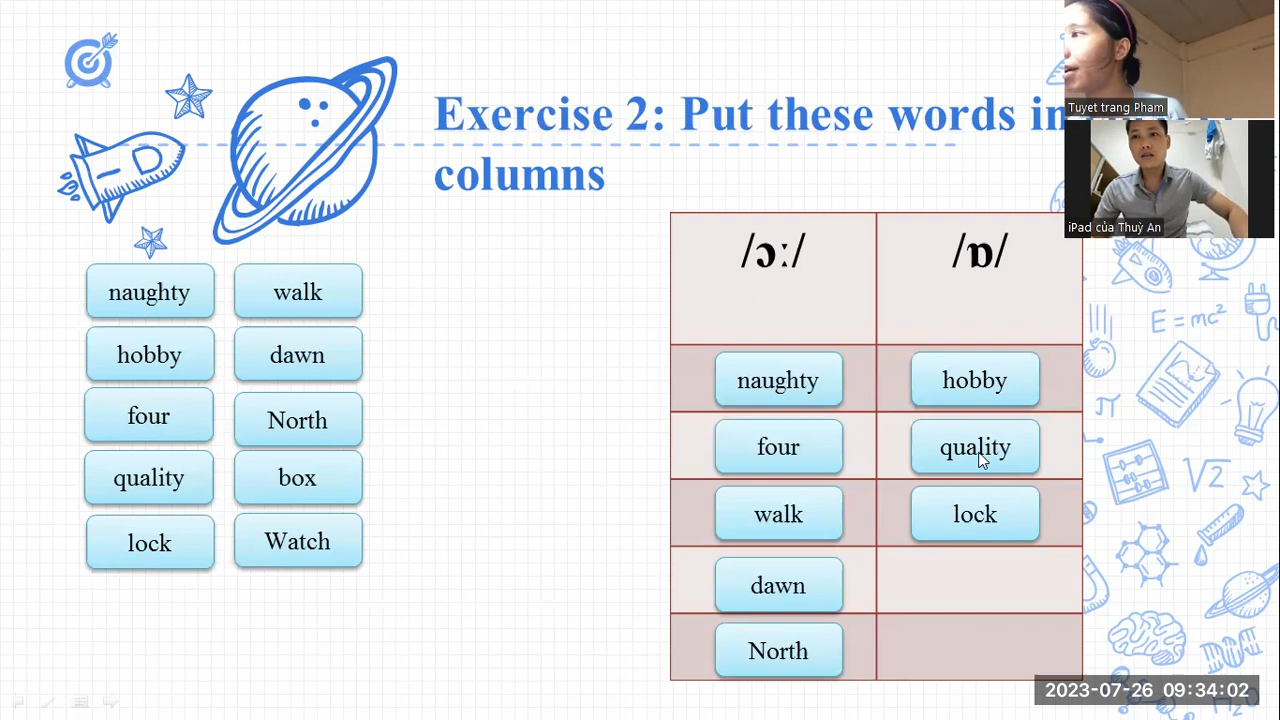 Exercise 2: Put these words in
columns
Tuyet trang Pham
iPad của Thuỳ An
/ɔː/ /ɒ/
naughty walk
hobby dawn
four North
quality box
lock Watch
naughty hobby
four quality
walk lock
dawn
North
E=mc²
π
√2
H₂O
2023-07-26 09:34:02